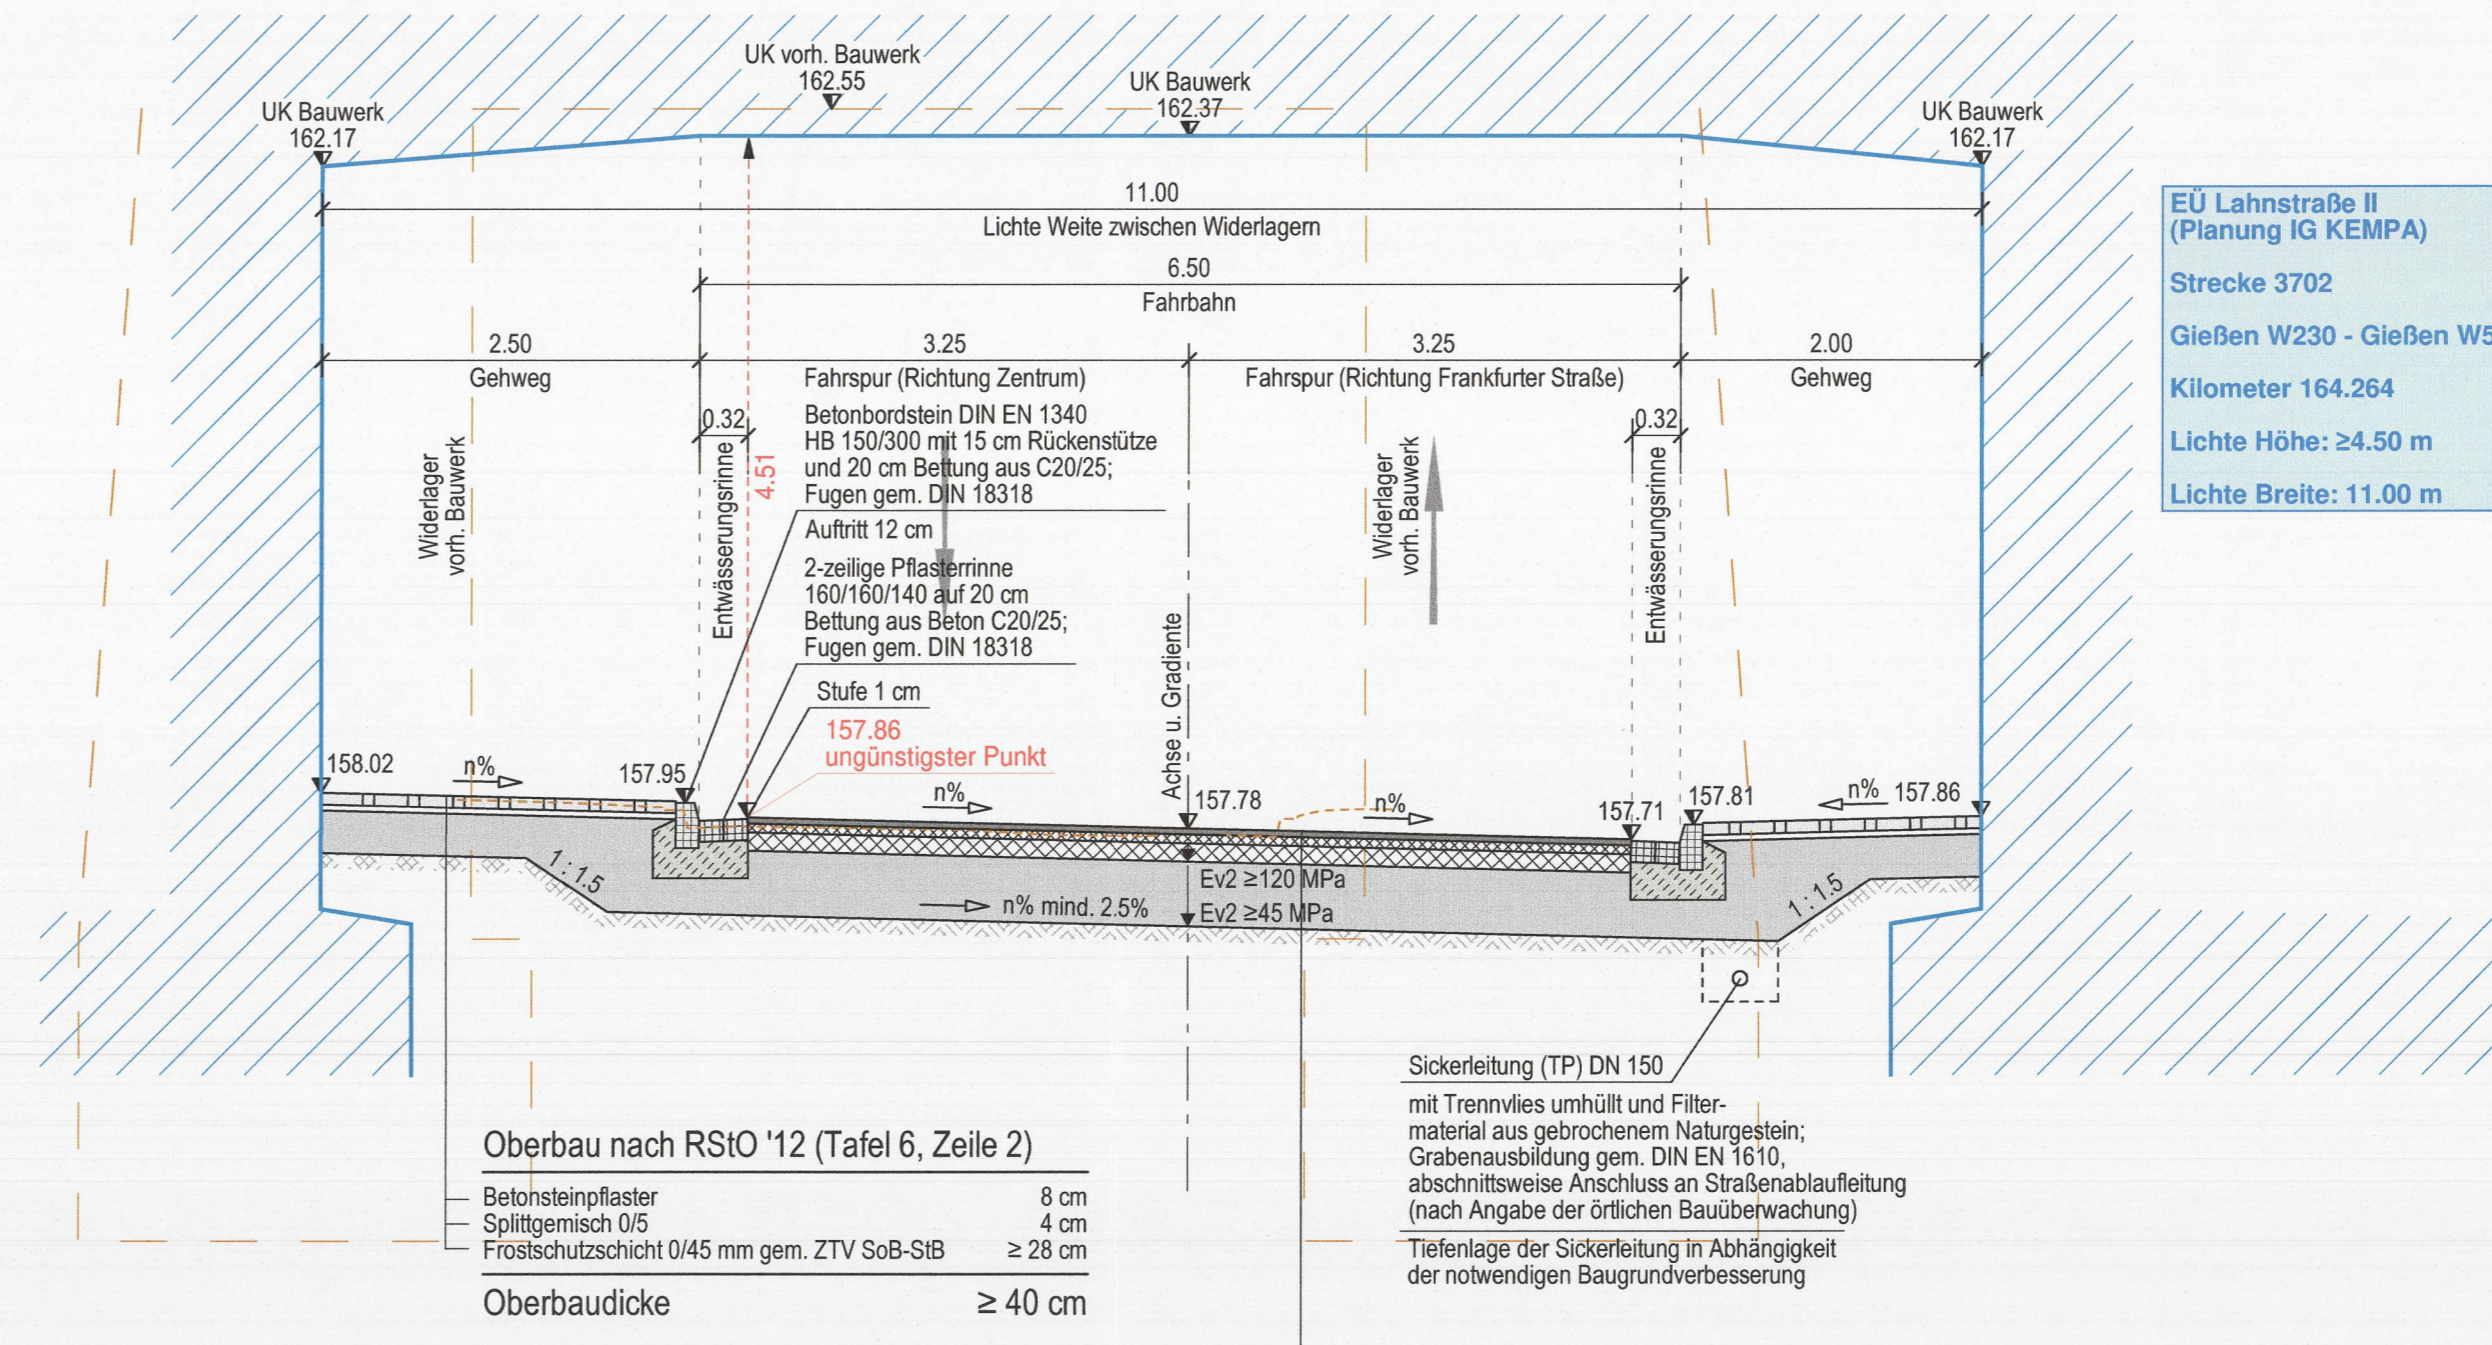 UK vorh. Bauwerk
162.55
UK Bauwerk
162.37
UK Bauwerk
162.17
UK Bauwerk
162.17
11.00
Lichte Weite zwischen Widerlagern
6.50
Fahrbahn
2.50
Gehweg
3.25
Fahrspur (Richtung Zentrum)
3.25
Fahrspur (Richtung Frankfurter Straße)
2.00
Gehweg
EÜ Lahnstraße II
(Planung IG KEMPA)
Strecke 3702
Gießen W230 - Gießen W5
Kilometer 164.264
Lichte Höhe: ≥4.50 m
Lichte Breite: 11.00 m
0.32
Entwässerungsrinne
4.51
Betonbordstein DIN EN 1340
HB 150/300 mit 15 cm Rückenstütze
und 20 cm Bettung aus C20/25;
Fugen gem. DIN 18318
Auftritt 12 cm
2-zeilige Pflasterrinne
160/160/140 auf 20 cm
Bettung aus Beton C20/25;
Fugen gem. DIN 18318
Stufe 1 cm
157.86
ungünstigster Punkt
Widerlager
vorh. Bauwerk
Widerlager
vorh. Bauwerk
0.32
Entwässerungsrinne
Achse u. Gradiente
158.02
n%
157.95
n%
157.78
n%
157.71
157.81
n%
157.86
1 : 1.5
n% mind. 2.5%
Ev2 ≥120 MPa
Ev2 ≥45 MPa
1 : 1.5
Oberbau nach RStO '12 (Tafel 6, Zeile 2)
Betonsteinpflaster 8 cm
Splittgemisch 0/5 4 cm
Frostschutzschicht 0/45 mm gem. ZTV SoB-StB ≥ 28 cm
Oberbaudicke ≥ 40 cm
Sickerleitung (TP) DN 150
mit Trennvlies umhüllt und Filter-
material aus gebrochenem Naturgestein;
Grabenausbildung gem. DIN EN 1610,
abschnittsweise Anschluss an Straßenablaufleitung
(nach Angabe der örtlichen Bauüberwachung)
Tiefenlage der Sickerleitung in Abhängigkeit
der notwendigen Baugrundverbesserung